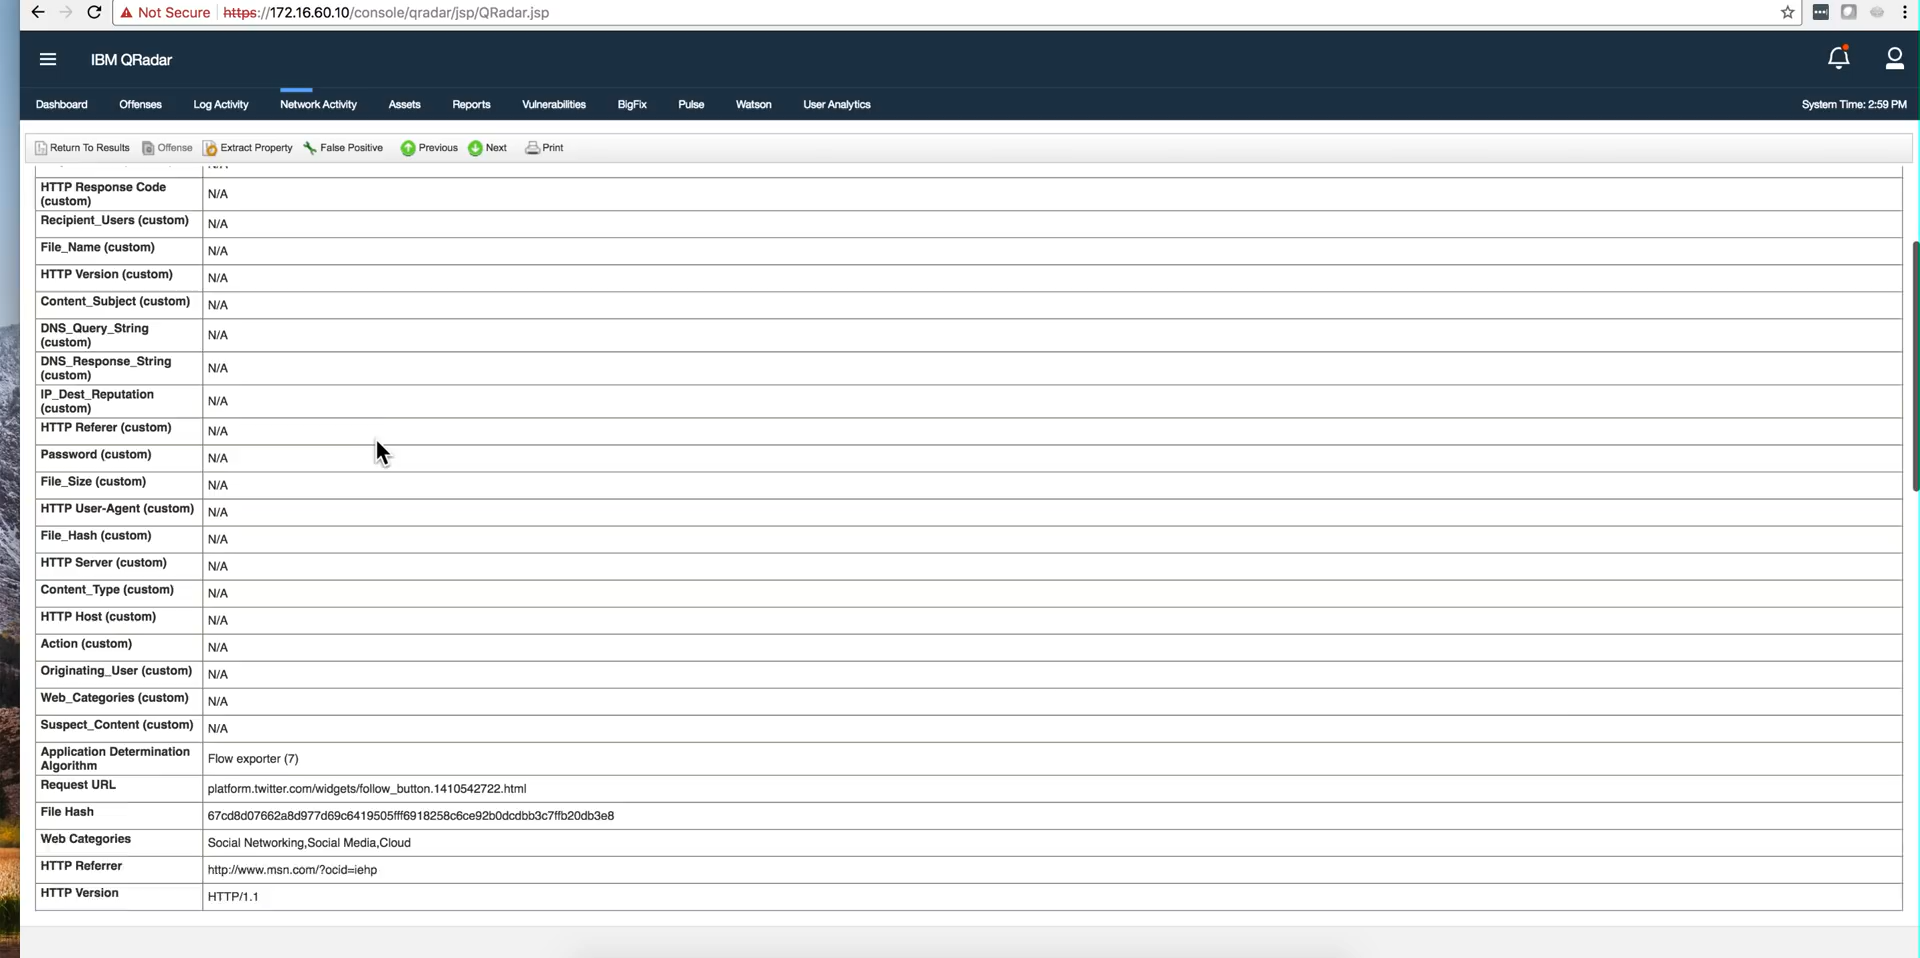 Not Secure https://172.16.60.10/console/qradar/jsp/QRadar.jsp
IBM QRadar
Dashboard Offenses Log Activity Network Activity Assets Reports Vulnerabilities BigFix Pulse Watson User Analytics System Time: 2:59 PM
Return To Results Offense Extract Property False Positive Previous Next Print
N/A
HTTP Response Code
(custom)
N/A
Recipient_Users (custom) N/A
File_Name (custom) N/A
HTTP Version (custom) N/A
Content_Subject (custom) N/A
DNS_Query_String
(custom)
N/A
DNS_Response_String
(custom)
N/A
IP_Dest_Reputation
(custom)
N/A
HTTP Referer (custom) N/A
Password (custom) N/A
File_Size (custom) N/A
HTTP User-Agent (custom) N/A
File_Hash (custom) N/A
HTTP Server (custom) N/A
Content_Type (custom) N/A
HTTP Host (custom) N/A
Action (custom) N/A
Originating_User (custom) N/A
Web_Categories (custom) N/A
Suspect_Content (custom) N/A
Application Determination
Algorithm
Flow exporter (7)
Request URL platform.twitter.com/widgets/follow_button.1410542722.html
File Hash 67cd8d07662a8d977d69c6419505fff6918258c6ce92b0dcdbb3c7ffb20db3e8
Web Categories Social Networking,Social Media,Cloud
HTTP Referrer http://www.msn.com/?ocid=iehp
HTTP Version HTTP/1.1